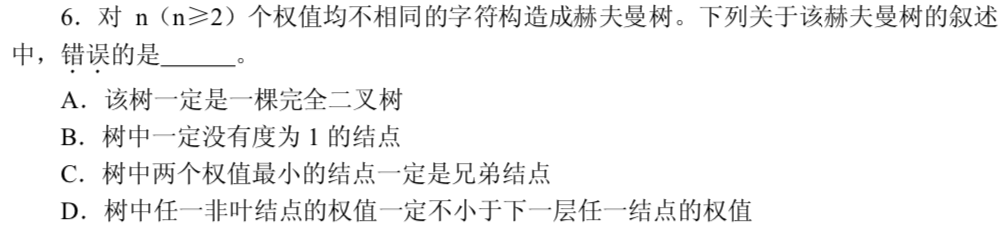 6．对 n（n≥2）个权值均不相同的字符构造成赫夫曼树。下列关于该赫夫曼树的叙述
中，错误的是______。
A．该树一定是一棵完全二叉树
B．树中一定没有度为 1 的结点
C．树中两个权值最小的结点一定是兄弟结点
D．树中任一非叶结点的权值一定不小于下一层任一结点的权值